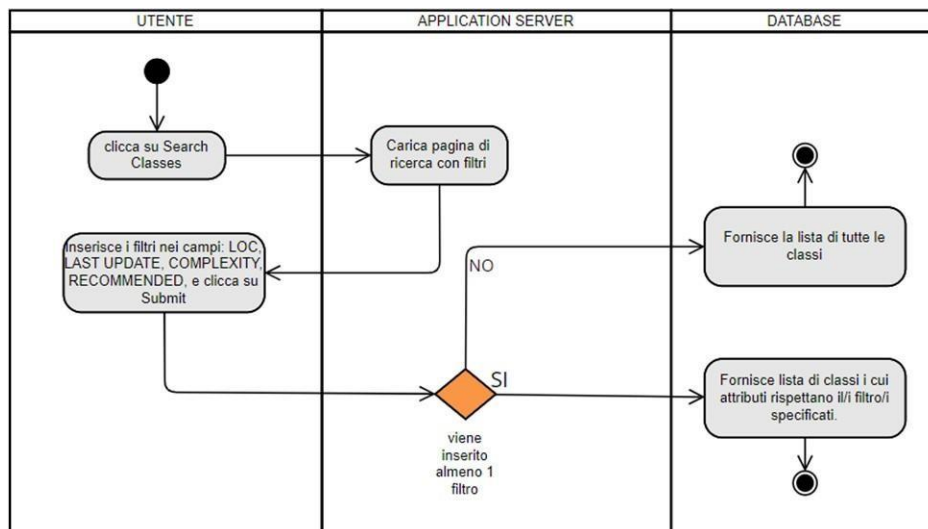 UTENTE
APPLICATION SERVER
DATABASE
clicca su Search
Classes
Carica pagina di
ricerca con filtri
Inserisce i filtri nei campi: LOC,
LAST UPDATE, COMPLEXITY,
RECOMMENDED, e clicca su
Submit
NO
Fornisce la lista di tutte le
classi
SI
viene
inserito
almeno 1
filtro
Fornisce lista di classi i cui
attributi rispettano il/i filtro/i
specificati.